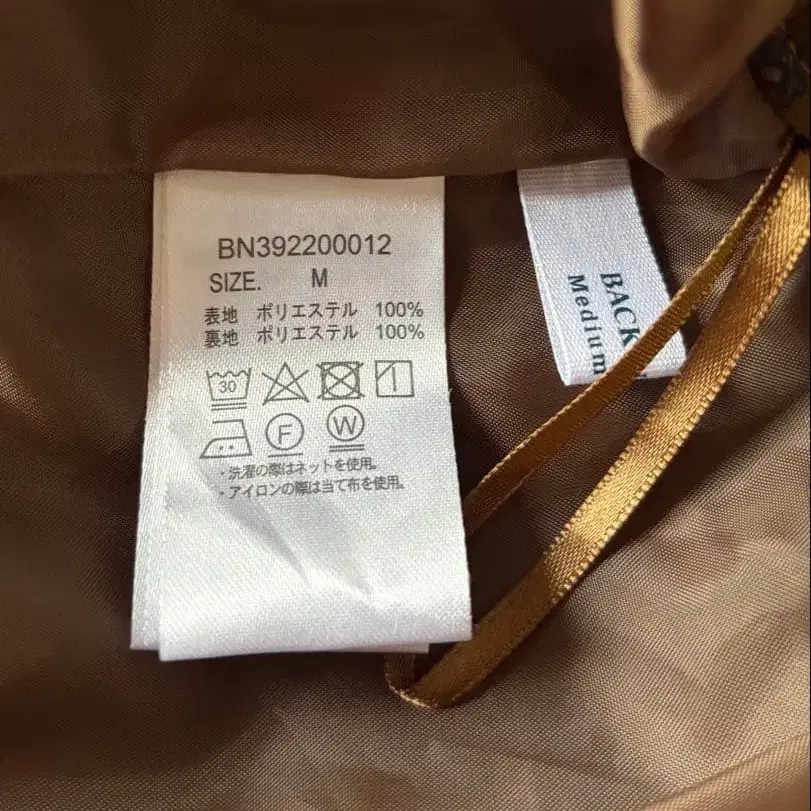 BN392200012
SIZE. M
表地 ポリエステル 100%
裏地 ポリエステル 100%
30
F W
・洗濯の際はネットを使用。
・アイロンの際は当て布を使用。
BACK
Medium